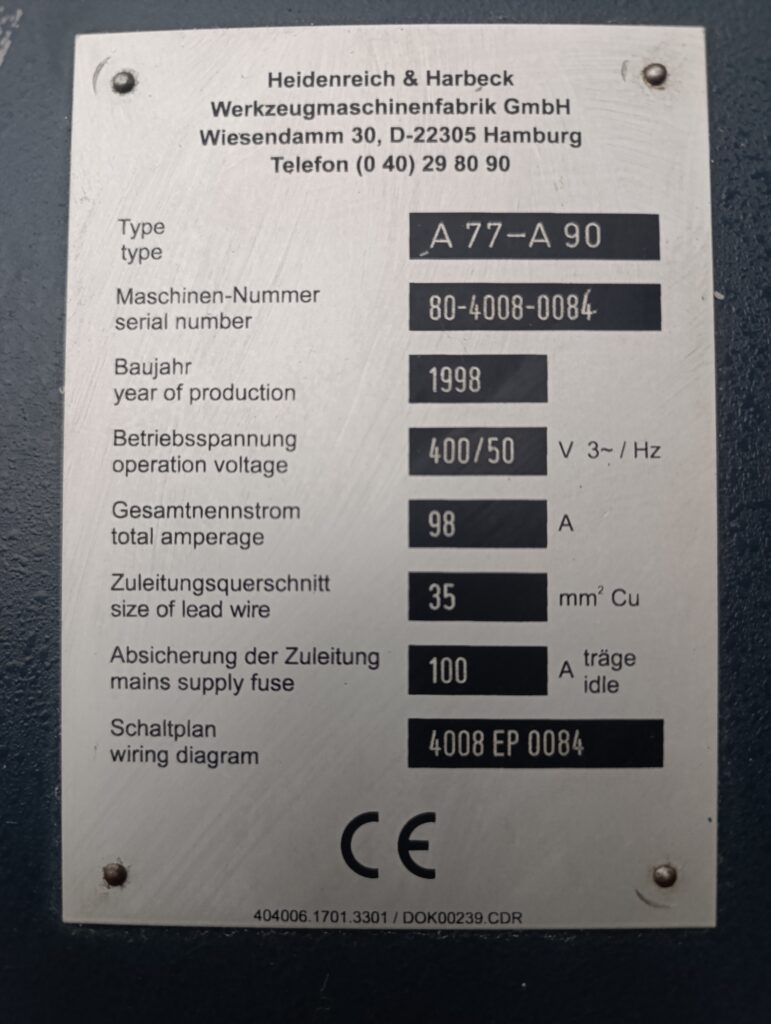 Heidenreich & Harbeck
Werkzeugmaschinenfabrik GmbH
Wiesendamm 30, D-22305 Hamburg
Telefon (0 40) 29 80 90
Type
type
A 77-A 90
Maschinen-Nummer
serial number
80-4008-0084
Baujahr
year of production
1998
Betriebsspannung
operation voltage
400/50 V 3~ / Hz
Gesamtnennstrom
total amperage
98 A
Zuleitungsquerschnitt
size of lead wire
35 mm² Cu
Absicherung der Zuleitung
mains supply fuse
100 A träge
idle
Schaltplan
wiring diagram
4008 EP 0084
CE
404006.1701.3301 / DOK00239.CDR